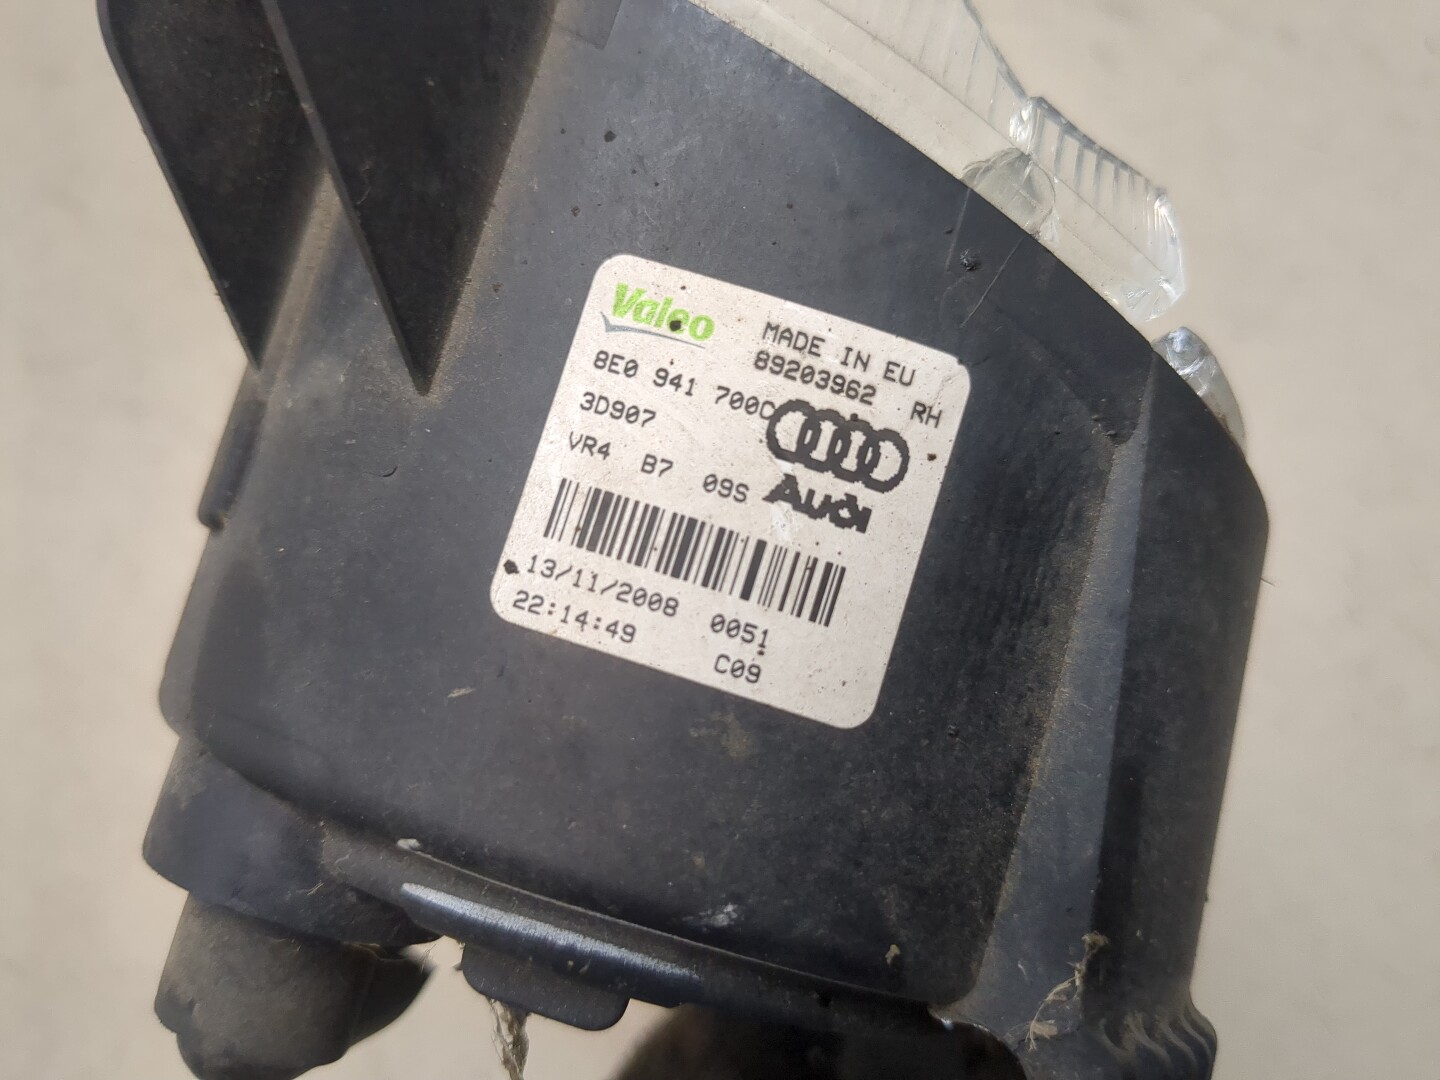 Valeo
MADE IN EU
89203962 RH
8E0 941 700C
3D907
VR4 B7 09S
Audi
13/11/2008 0051
22:14:49 C09